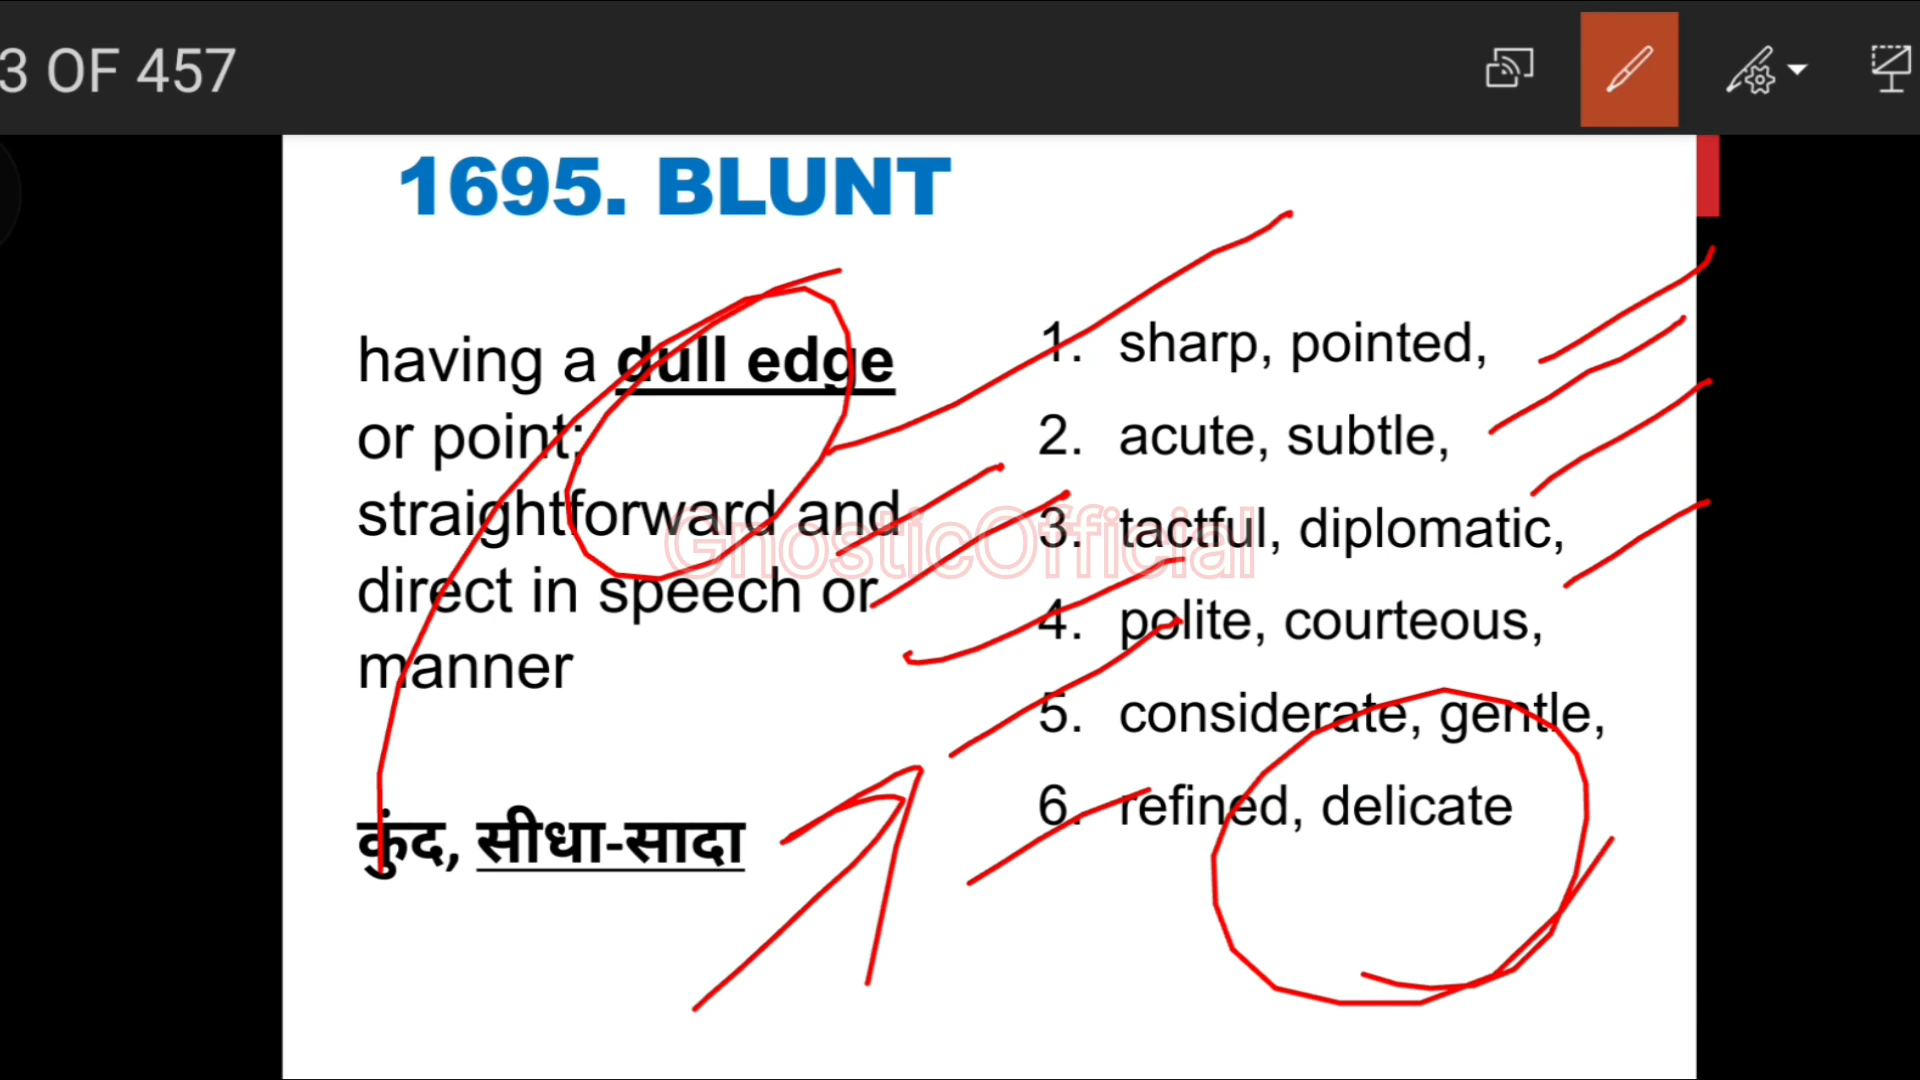 3 OF 457
1695. BLUNT
having a dull edge
or point;
straightforward and
direct in speech or
manner
कुंद, सीधा-सादा
1. sharp, pointed,
2. acute, subtle,
3. tactful, diplomatic,
4. polite, courteous,
5. considerate, gentle,
6. refined, delicate
GnosticOfficial